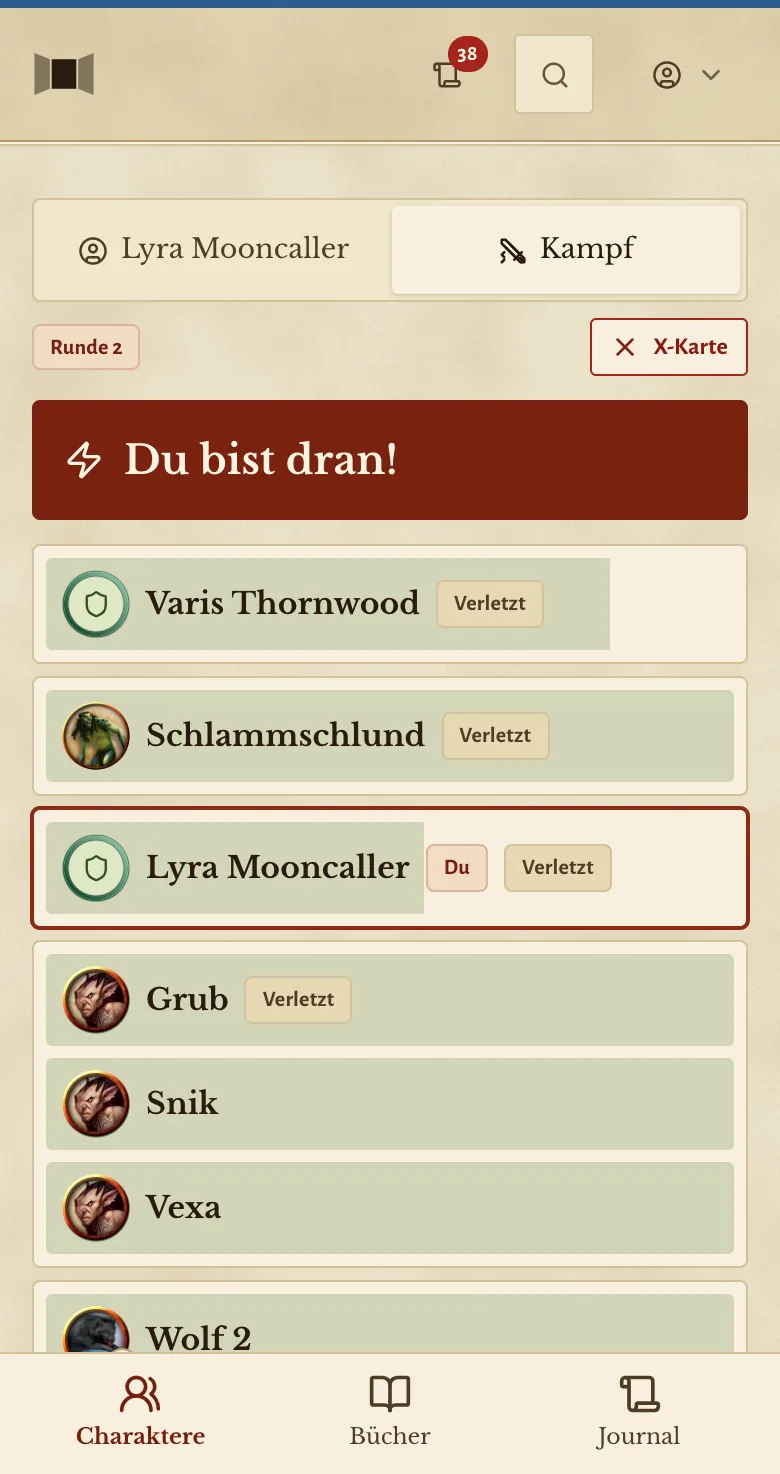 38
Lyra Mooncaller
Kampf
Runde 2
X-Karte
Du bist dran!
Varis Thornwood Verletzt
Schlammschlund Verletzt
Lyra Mooncaller Du Verletzt
Grub Verletzt
Snik
Vexa
Wolf 2
Charaktere
Bücher
Journal